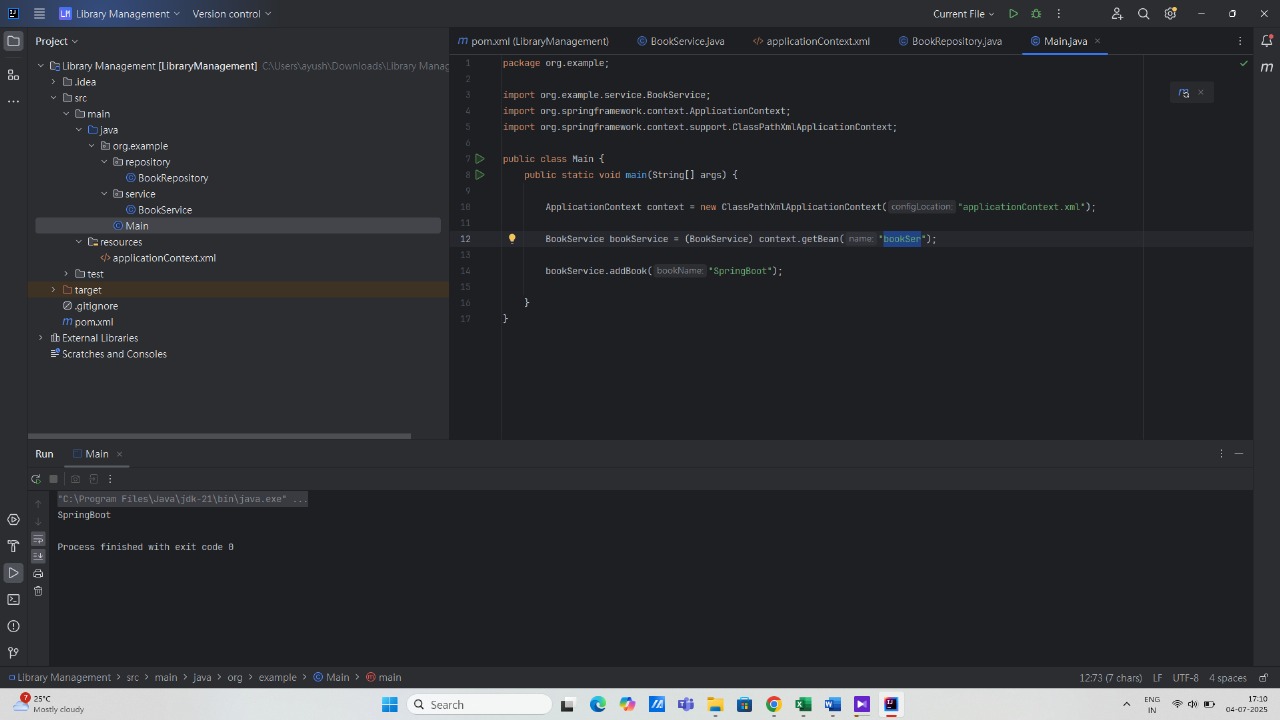 LM Library Management Version control Current File
Project
pom.xml (LibraryManagement) BookService.java applicationContext.xml BookRepository.java Main.java
Library Management [LibraryManagement] C:\Users\ayush\Downloads\Library Manag
.idea
src
main
java
org.example
repository
BookRepository
service
BookService
Main
resources
applicationContext.xml
test
target
.gitignore
pom.xml
External Libraries
Scratches and Consoles
1 package org.example;
2
3 import org.example.service.BookService;
4 import org.springframework.context.ApplicationContext;
5 import org.springframework.context.support.ClassPathXmlApplicationContext;
6
7 public class Main {
8 public static void main(String[] args) {
9
10 ApplicationContext context = new ClassPathXmlApplicationContext( configLocation: "applicationContext.xml");
11
12 BookService bookService = (BookService) context.getBean( name: "bookSer");
13
14 bookService.addBook( bookName: "SpringBoot");
15
16 }
17 }
Run Main
"C:\Program Files\Java\jdk-21\bin\java.exe" ...
SpringBoot
Process finished with exit code 0
Library Management > src > main > java > org > example > Main > main 12:73 (7 chars) LF UTF-8 4 spaces
7
25°C
Mostly cloudy
Search
ENG
IN
17:10
04-07-2025